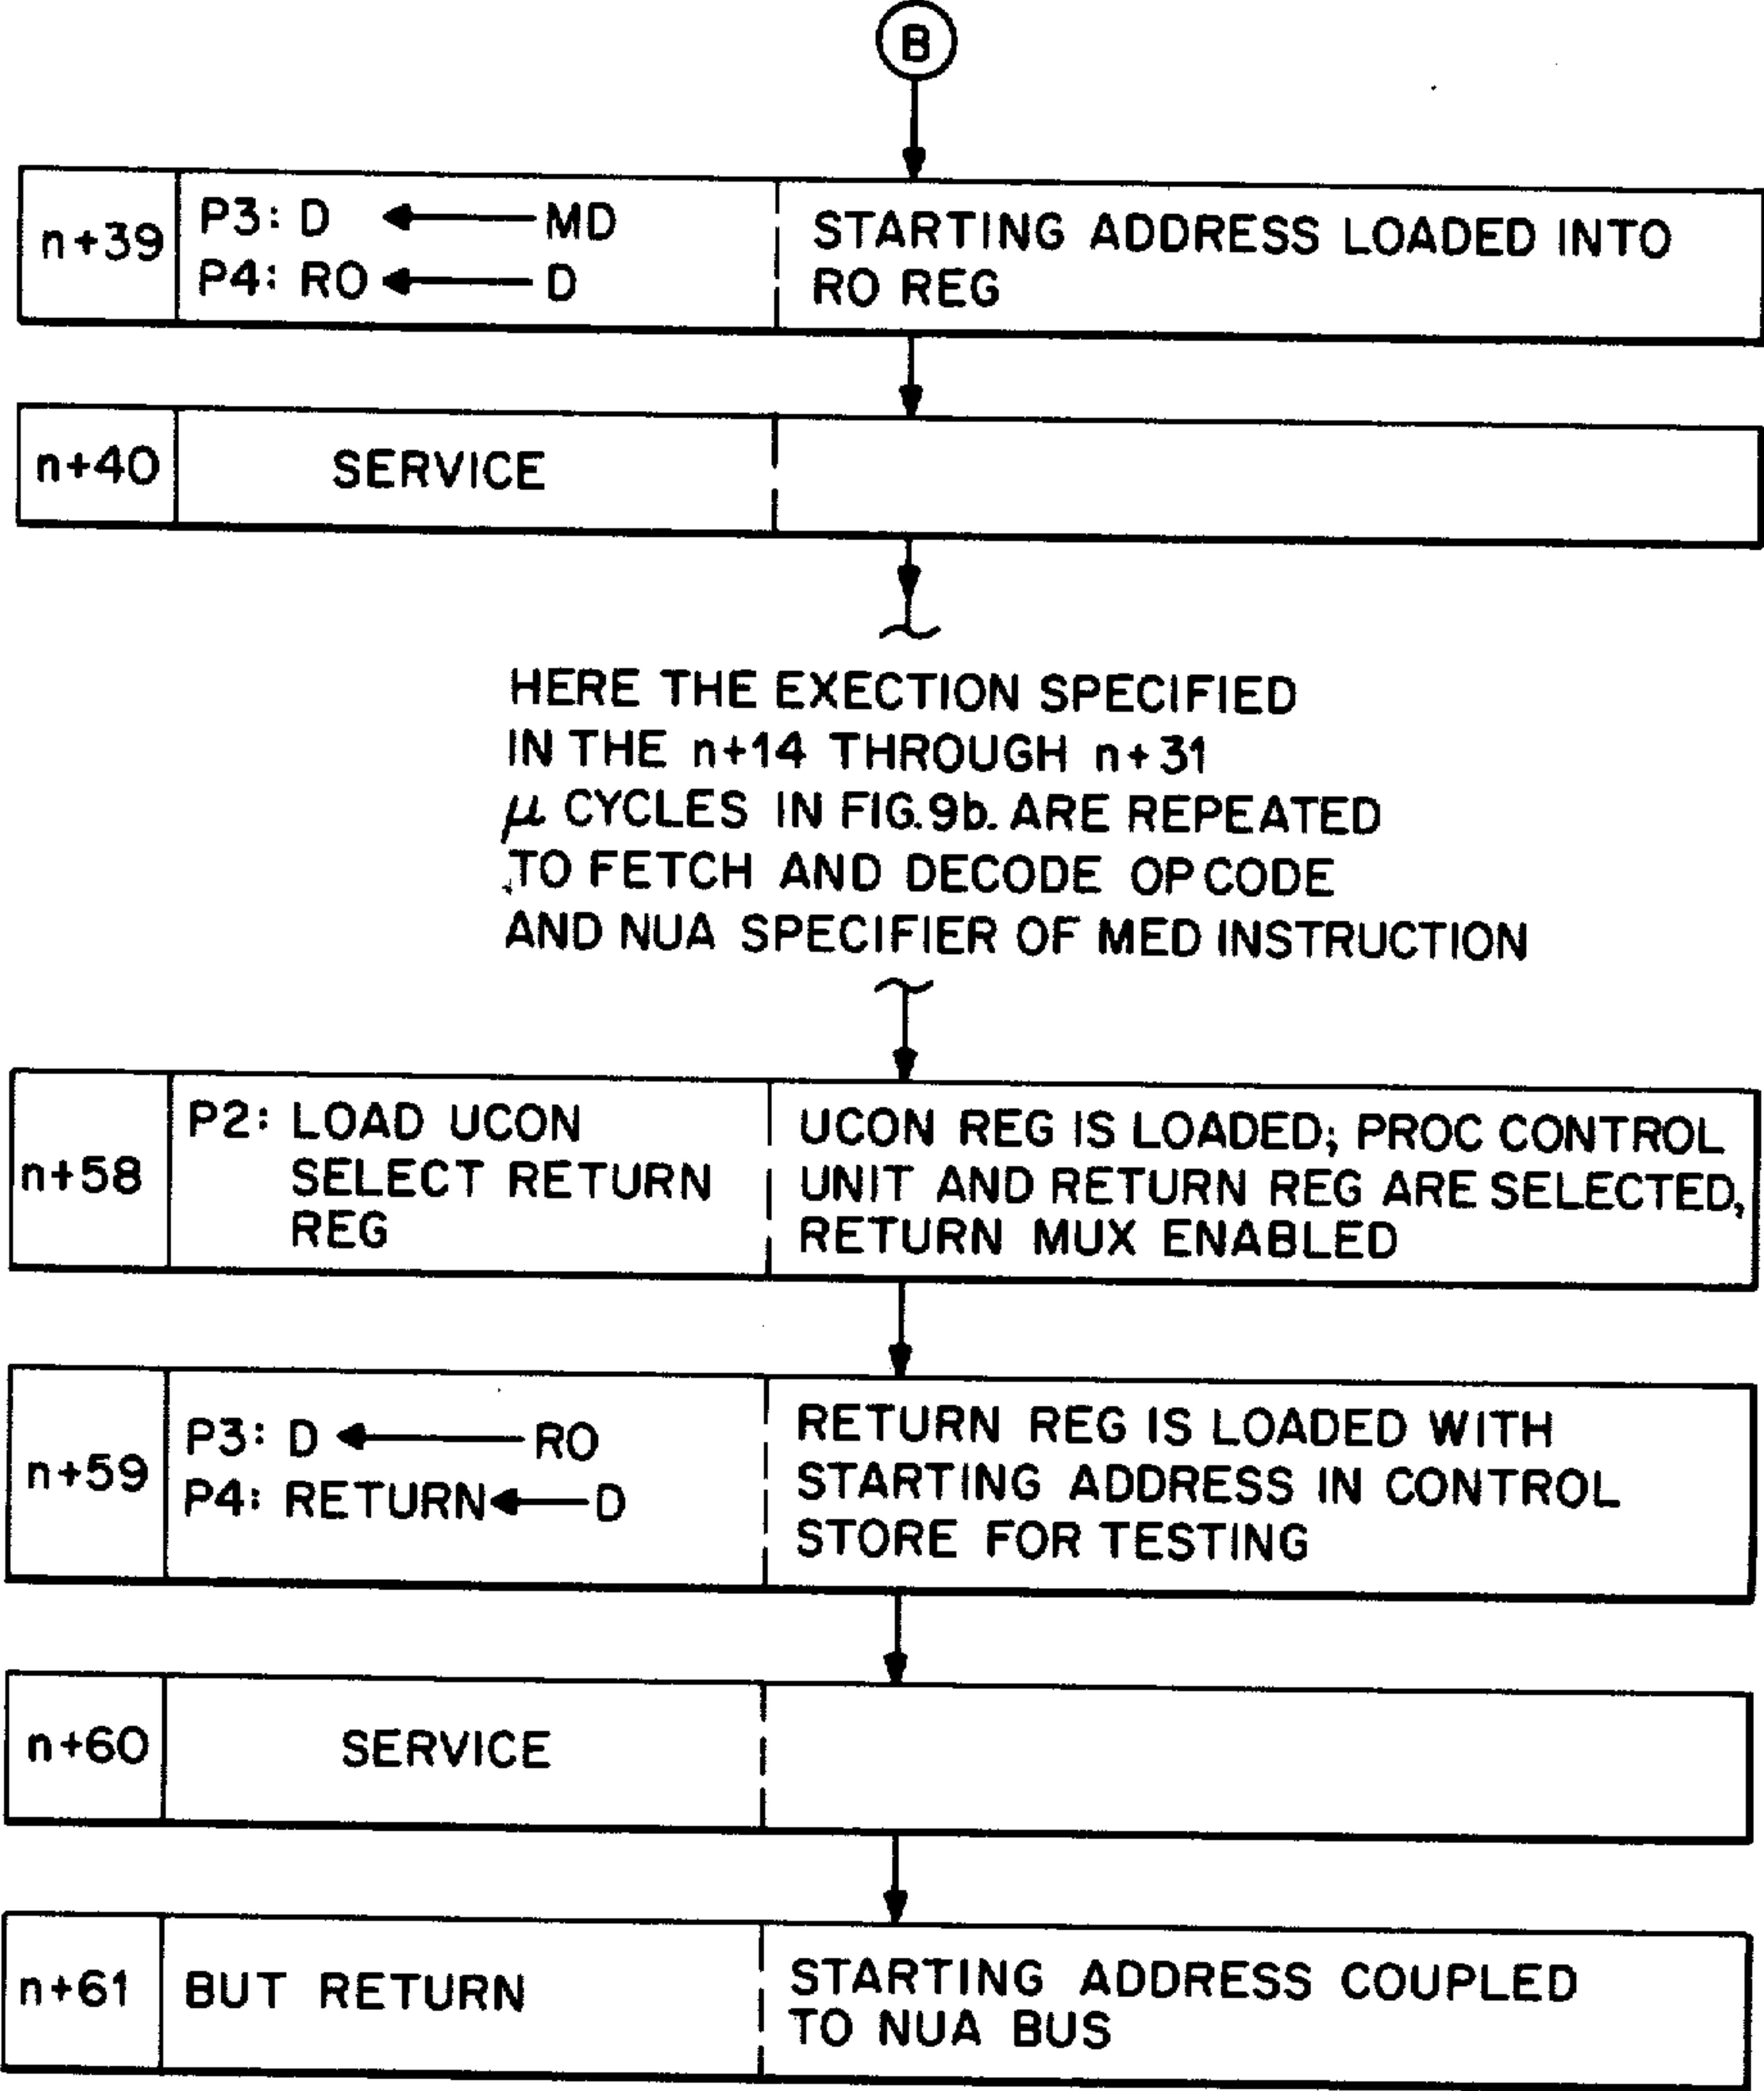 B
n+39
P3: D ← MD
P4: RO ← D
STARTING ADDRESS LOADED INTO
RO REG
n+40
SERVICE
HERE THE EXECTION SPECIFIED
IN THE n+14 THROUGH n+31
μ CYCLES IN FIG.9b. ARE REPEATED
TO FETCH AND DECODE OP CODE
AND NUA SPECIFIER OF MED INSTRUCTION
n+58
P2: LOAD UCON
SELECT RETURN
REG
UCON REG IS LOADED; PROC CONTROL
UNIT AND RETURN REG ARE SELECTED,
RETURN MUX ENABLED
n+59
P3: D ← RO
P4: RETURN ← D
RETURN REG IS LOADED WITH
STARTING ADDRESS IN CONTROL
STORE FOR TESTING
n+60
SERVICE
n+61
BUT RETURN
STARTING ADDRESS COUPLED
TO NUA BUS